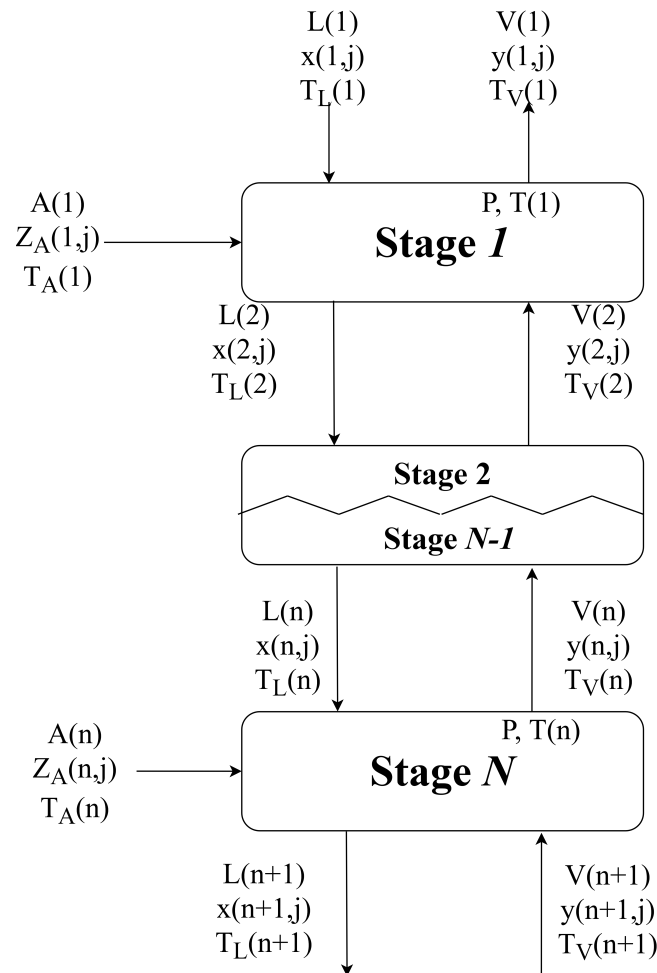 L(1)
x(1,j)
T_L(1)
V(1)
y(1,j)
T_V(1)
A(1)
Z_A(1,j)
T_A(1)
P, T(1)
Stage 1
L(2)
x(2,j)
T_L(2)
V(2)
y(2,j)
T_V(2)
Stage 2
Stage N-1
L(n)
x(n,j)
T_L(n)
V(n)
y(n,j)
T_V(n)
A(n)
Z_A(n,j)
T_A(n)
P, T(n)
Stage N
L(n+1)
x(n+1,j)
T_L(n+1)
V(n+1)
y(n+1,j)
T_V(n+1)